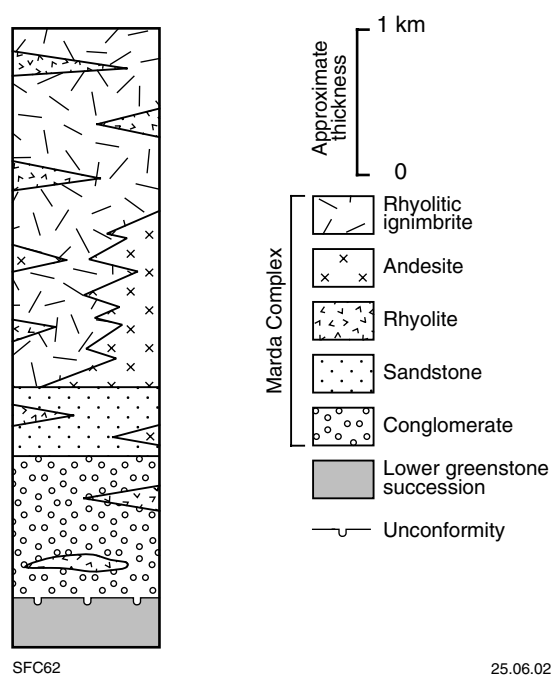 1 km
Approximate
thickness
0
Marda Complex
Rhyolitic
ignimbrite
Andesite
Rhyolite
Sandstone
Conglomerate
Lower greenstone
succession
Unconformity
SFC62
25.06.02